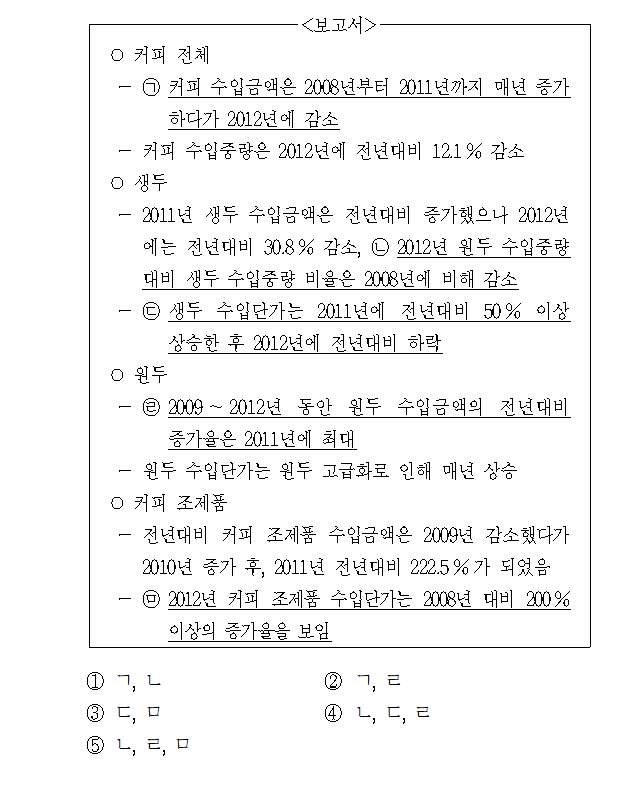 <보고서>
○ 커피 전체
- ㉠ 커피 수입금액은 2008년부터 2011년까지 매년 증가
하다가 2012년에 감소
- 커피 수입중량은 2012년에 전년대비 12.1% 감소
○ 생두
- 2011년 생두 수입금액은 전년대비 증가했으나 2012년
에는 전년대비 30.8% 감소, ㉡ 2012년 원두 수입중량
대비 생두 수입중량 비율은 2008년에 비해 감소
- ㉢ 생두 수입단가는 2011년에 전년대비 50% 이상
상승한 후 2012년에 전년대비 하락
○ 원두
- ㉣ 2009 ~ 2012년 동안 원두 수입금액의 전년대비
증가율은 2011년에 최대
- 원두 수입단가는 원두 고급화로 인해 매년 상승
○ 커피 조제품
- 전년대비 커피 조제품 수입금액은 2009년 감소했다가
2010년 증가 후, 2011년 전년대비 222.5%가 되었음
- ㉤ 2012년 커피 조제품 수입단가는 2008년 대비 200%
이상의 증가율을 보임
① ㄱ, ㄴ ② ㄱ, ㄹ
③ ㄷ, ㅁ ④ ㄴ, ㄷ, ㄹ
⑤ ㄴ, ㄹ, ㅁ